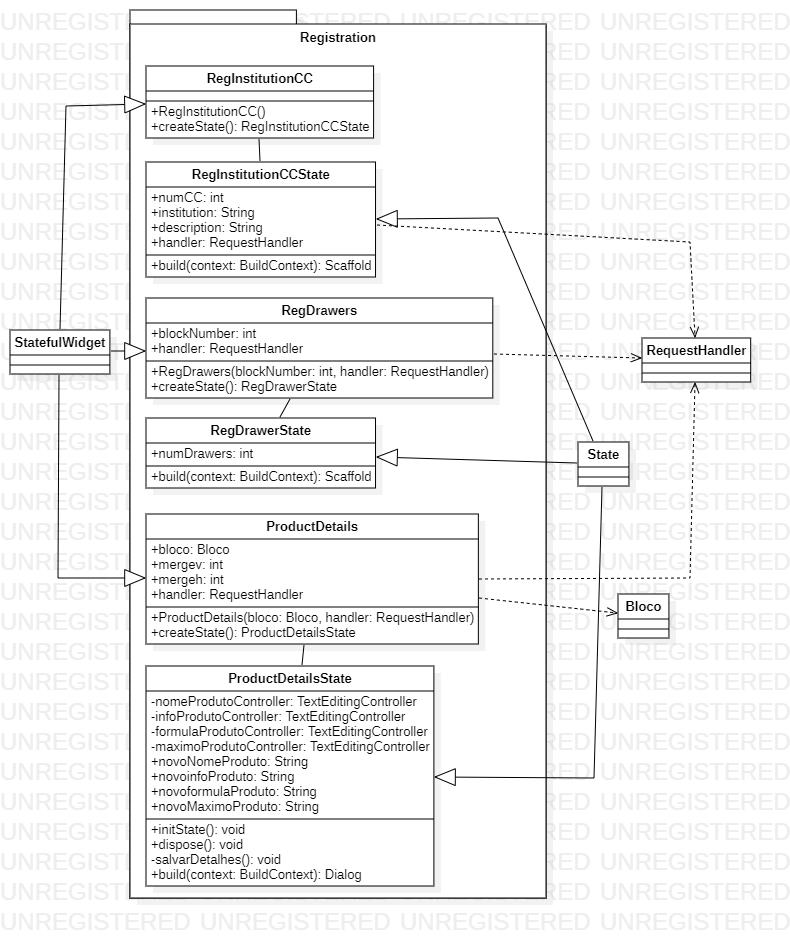 Registration
RegInstitutionCC
+RegInstitutionCC()
+createState(): RegInstitutionCCState
RegInstitutionCCState
+numCC: int
+institution: String
+description: String
+handler: RequestHandler
+build(context: BuildContext): Scaffold
RegDrawers
+blockNumber: int
+handler: RequestHandler
+RegDrawers(blockNumber: int, handler: RequestHandler)
+createState(): RegDrawerState
StatefulWidget
RequestHandler
RegDrawerState
+numDrawers: int
+build(context: BuildContext): Scaffold
State
ProductDetails
+bloco: Bloco
+mergev: int
+mergeh: int
+handler: RequestHandler
+ProductDetails(bloco: Bloco, handler: RequestHandler)
+createState(): ProductDetailsState
Bloco
ProductDetailsState
-nomeProdutoController: TextEditingController
-infoProdutoController: TextEditingController
-formulaProdutoController: TextEditingController
-maximoProdutoController: TextEditingController
+novoNomeProduto: String
+novoinfoProduto: String
+novoformulaProduto: String
+novoMaximoProduto: String
+initState(): void
+dispose(): void
-salvarDetalhes(): void
+build(context: BuildContext): Dialog
UNREGISTERED UNREGISTERED UNREGISTERED UNREGISTERED